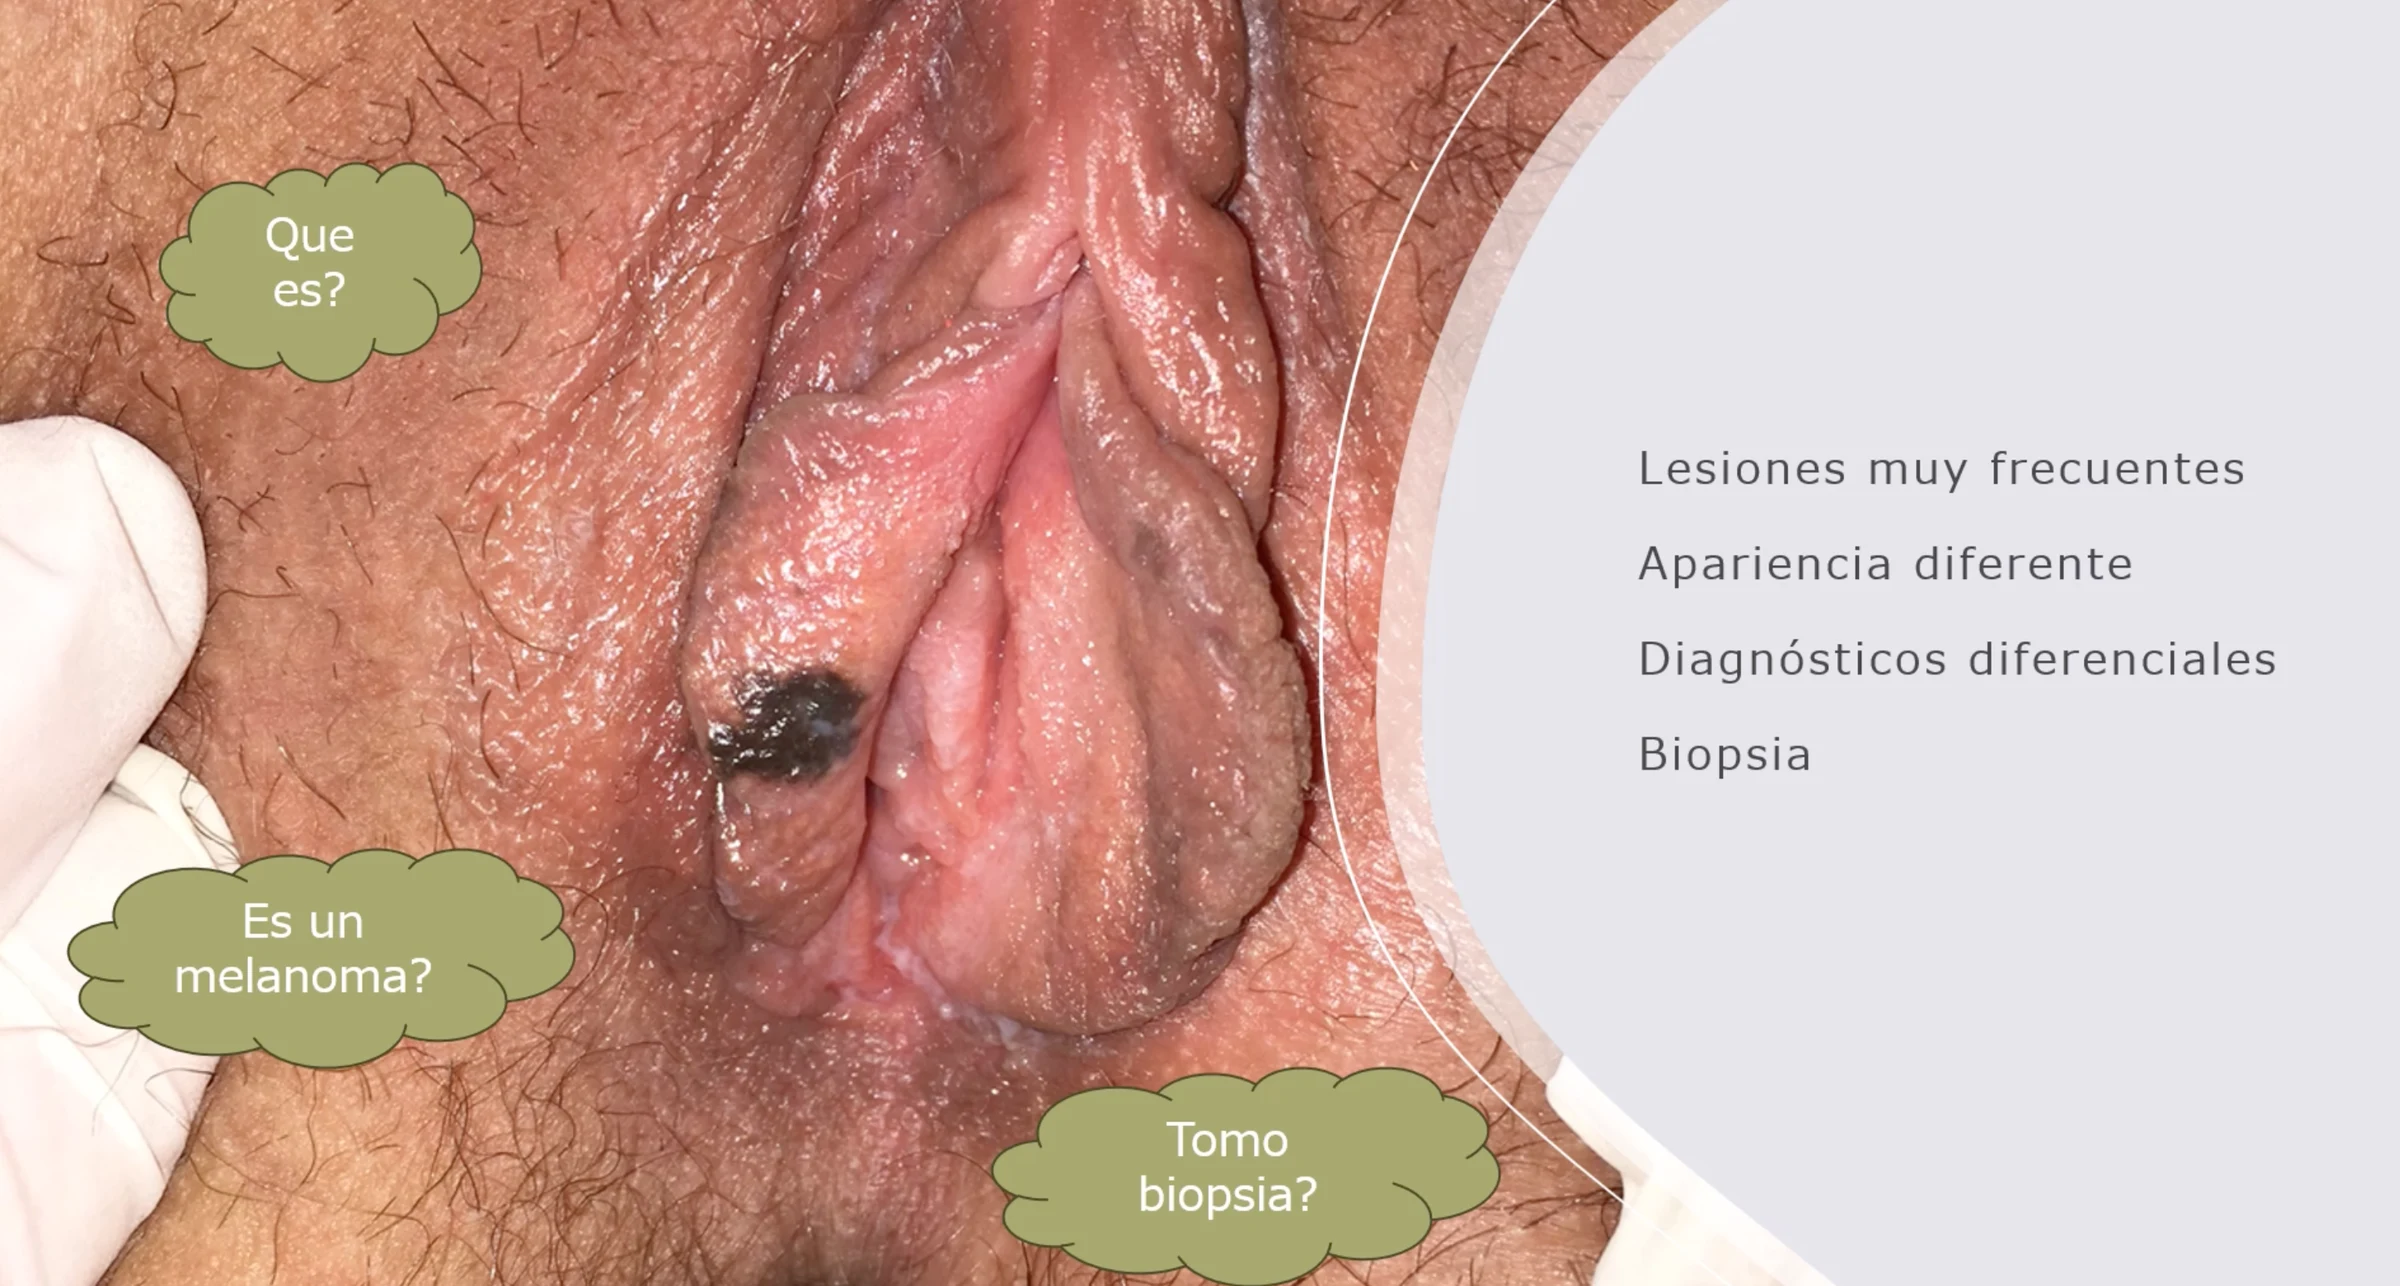 Que
es?
Es un
melanoma?
Tomo
biopsia?
Lesiones muy frecuentes
Apariencia diferente
Diagnósticos diferenciales
Biopsia